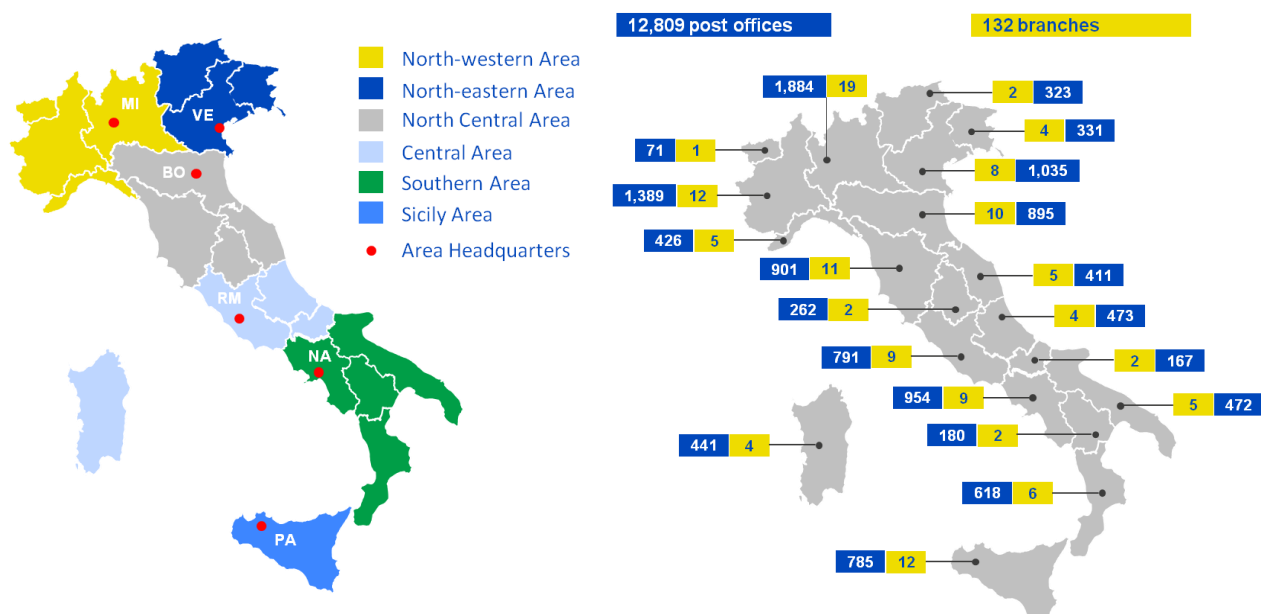 North-western Area
North-eastern Area
North Central Area
Central Area
Southern Area
Sicily Area
Area Headquarters
MI
VE
BO
RM
NA
PA
12,809 post offices
132 branches
1,884 19
2 323
4 331
71 1
8 1,035
1,389 12
10 895
426 5
901 11
5 411
262 2
4 473
791 9
2 167
954 9
5 472
180 2
441 4
618 6
785 12